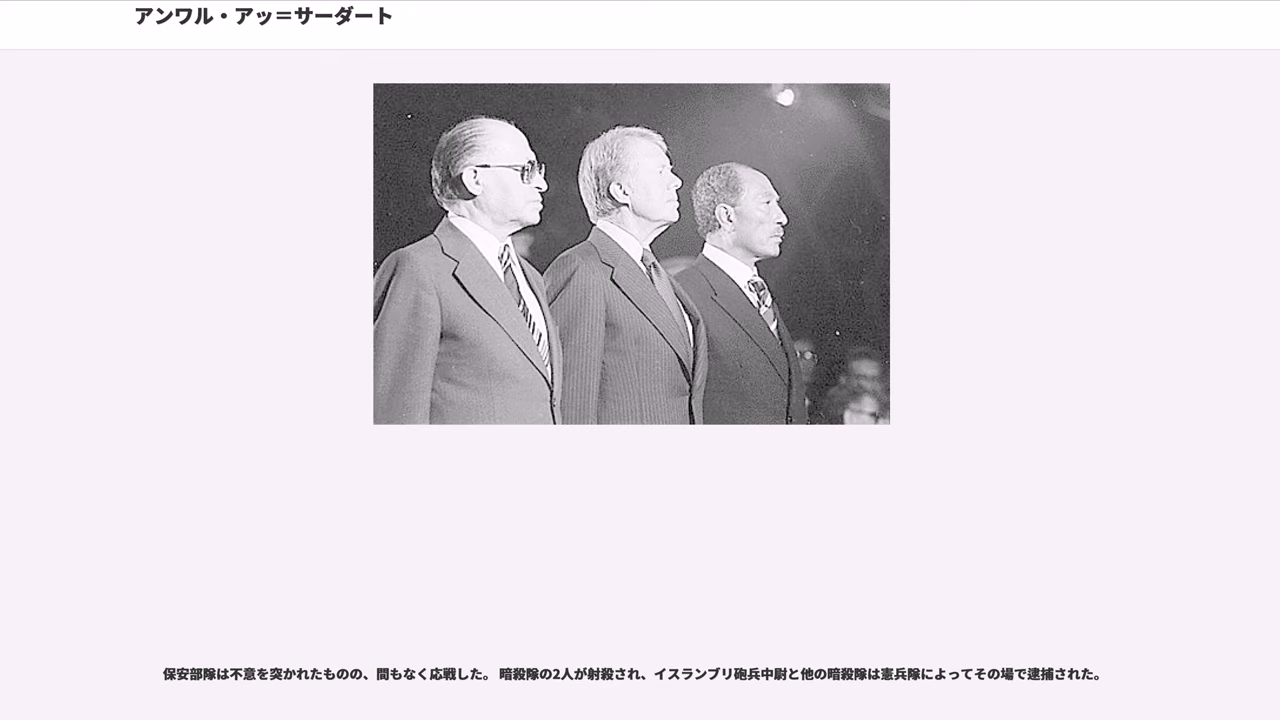 アンワル・アッ＝サーダート
保安部隊は不意を突かれたものの、間もなく応戦した。 暗殺隊の2人が射殺され、イスランブリ砲兵中尉と他の暗殺隊は憲兵隊によってその場で逮捕された。